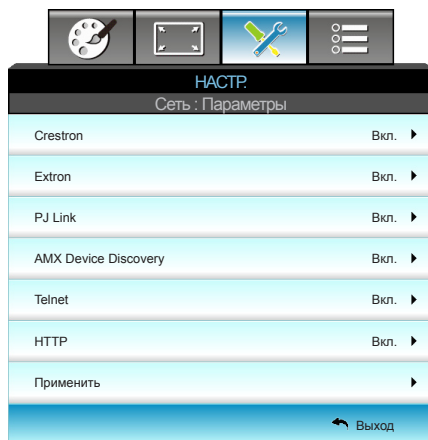 НАСТР.
Сеть : Параметры
Crestron Вкл.
Extron Вкл.
PJ Link Вкл.
AMX Device Discovery Вкл.
Telnet Вкл.
HTTP Вкл.
Применить
Выход